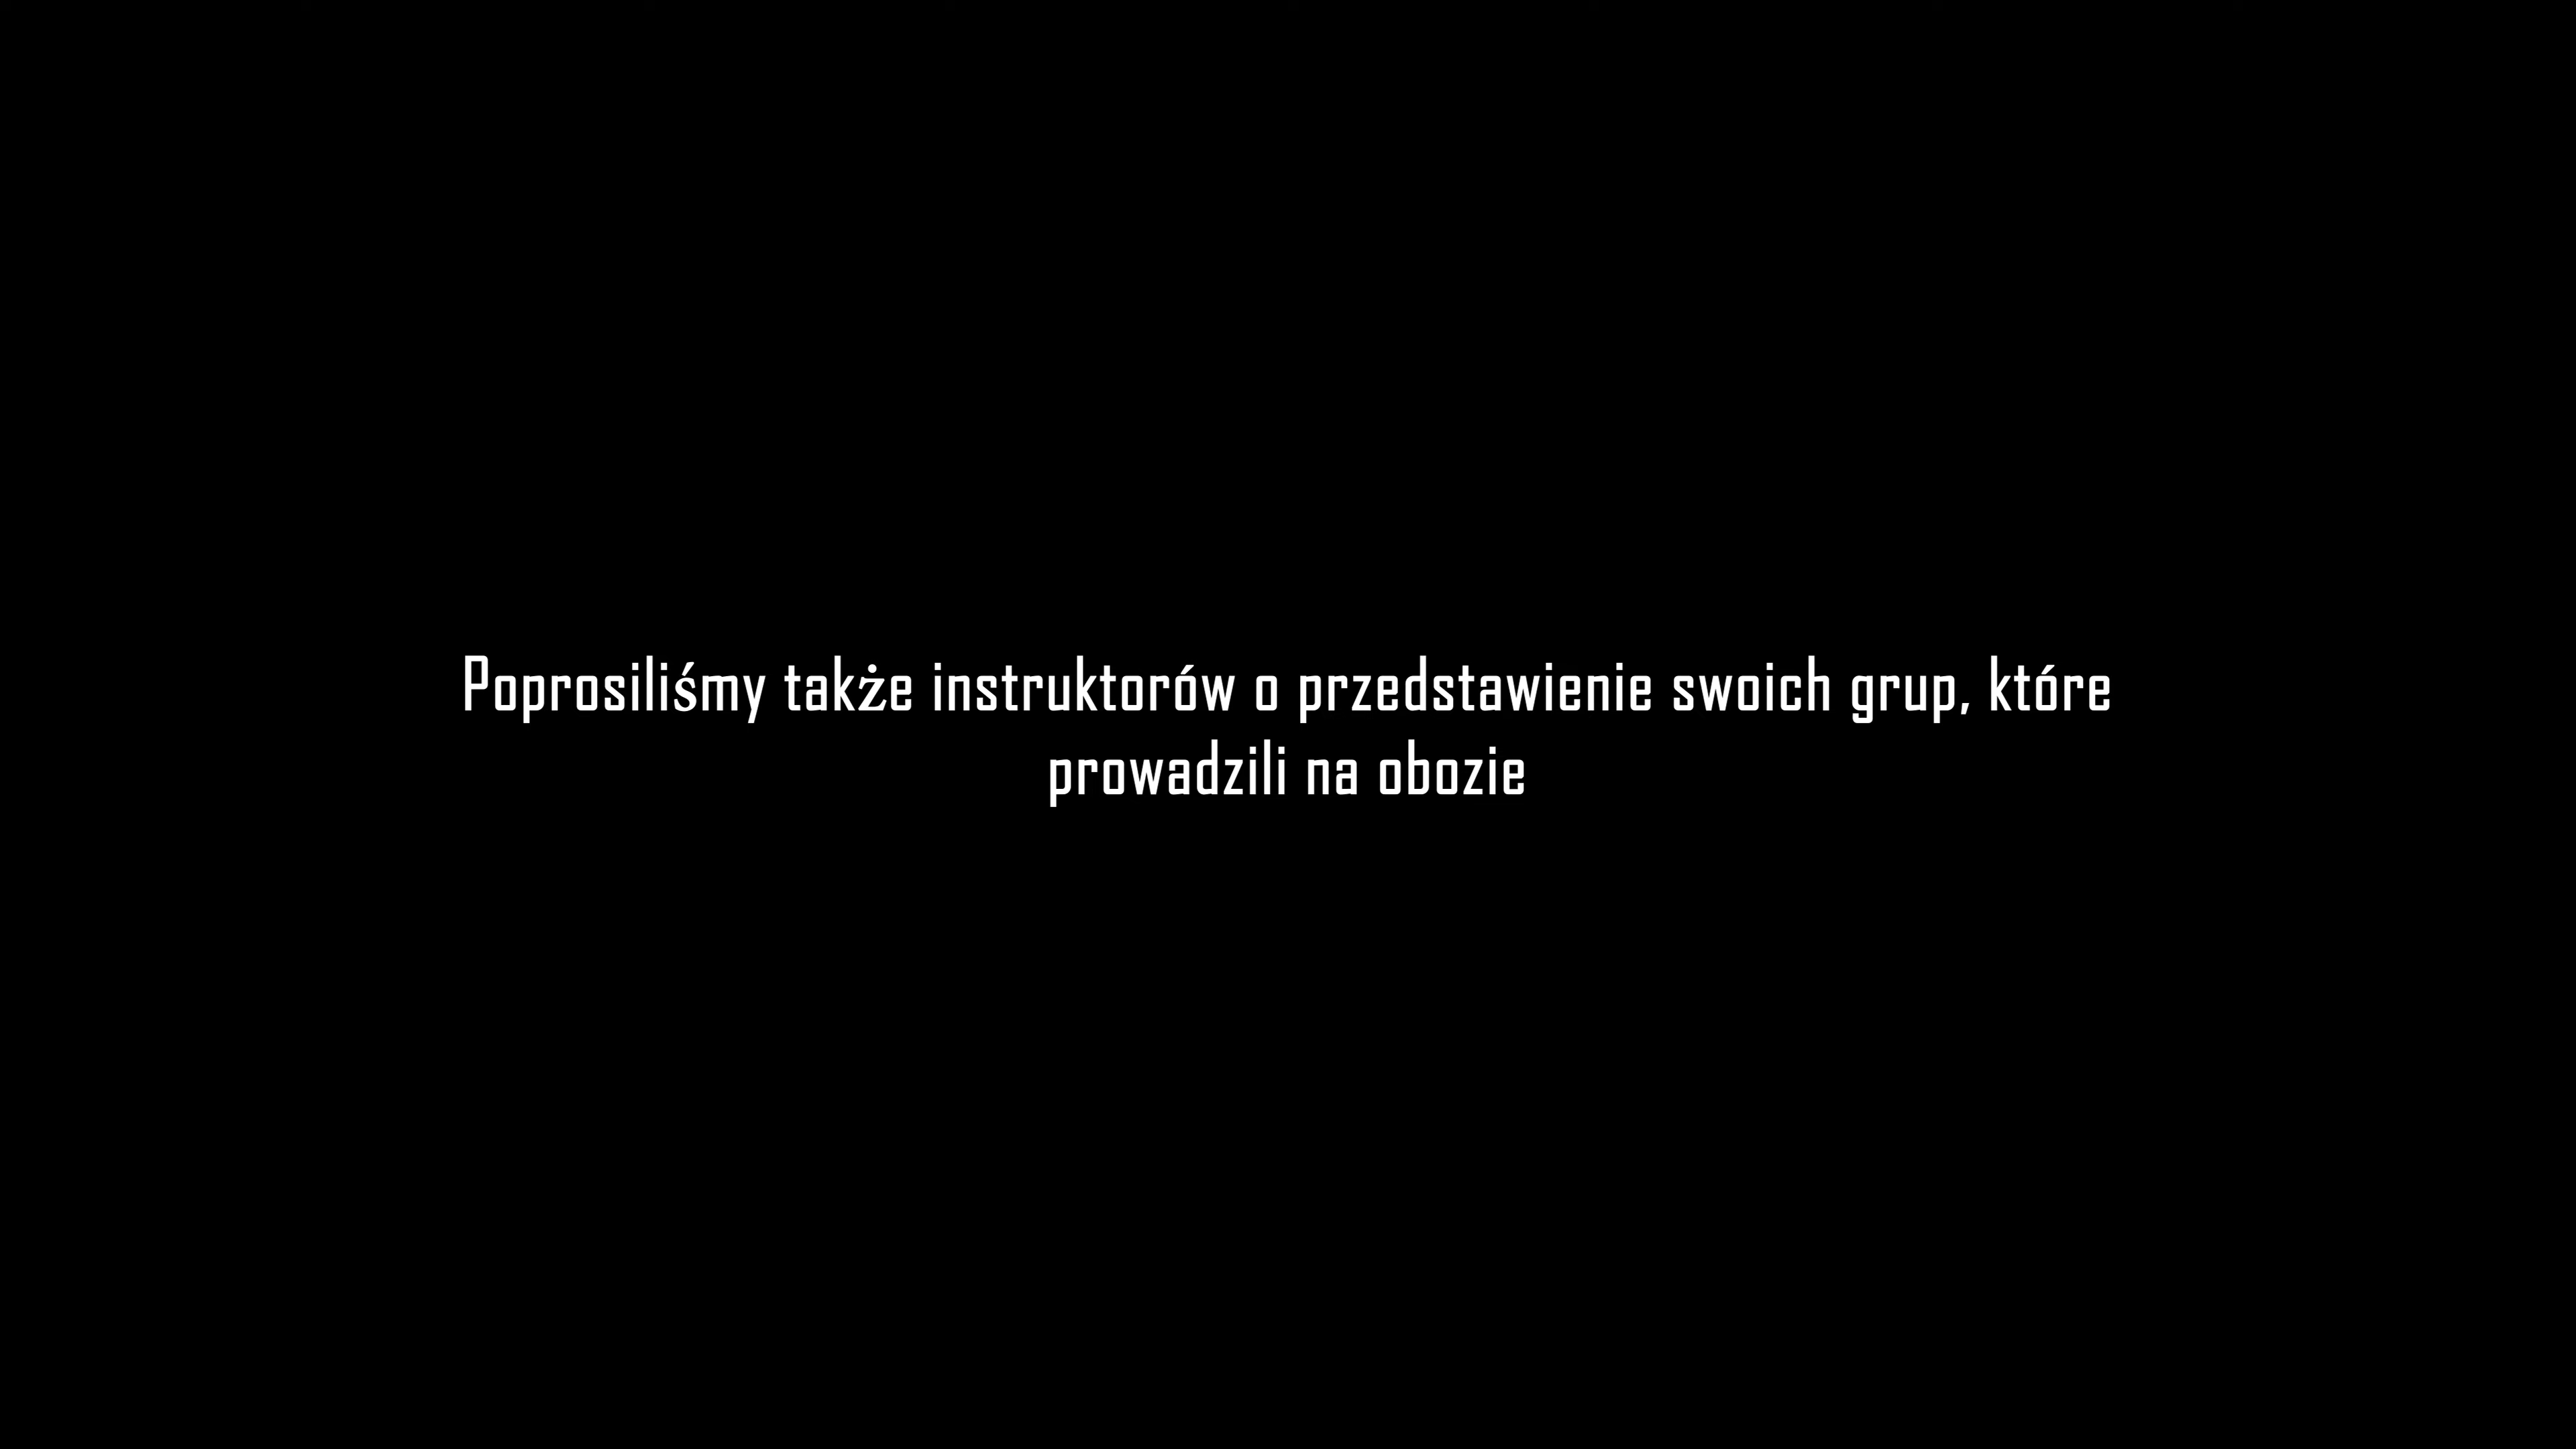 Poprosiliśmy także instruktorów o przedstawienie swoich grup, które
prowadzili na obozie